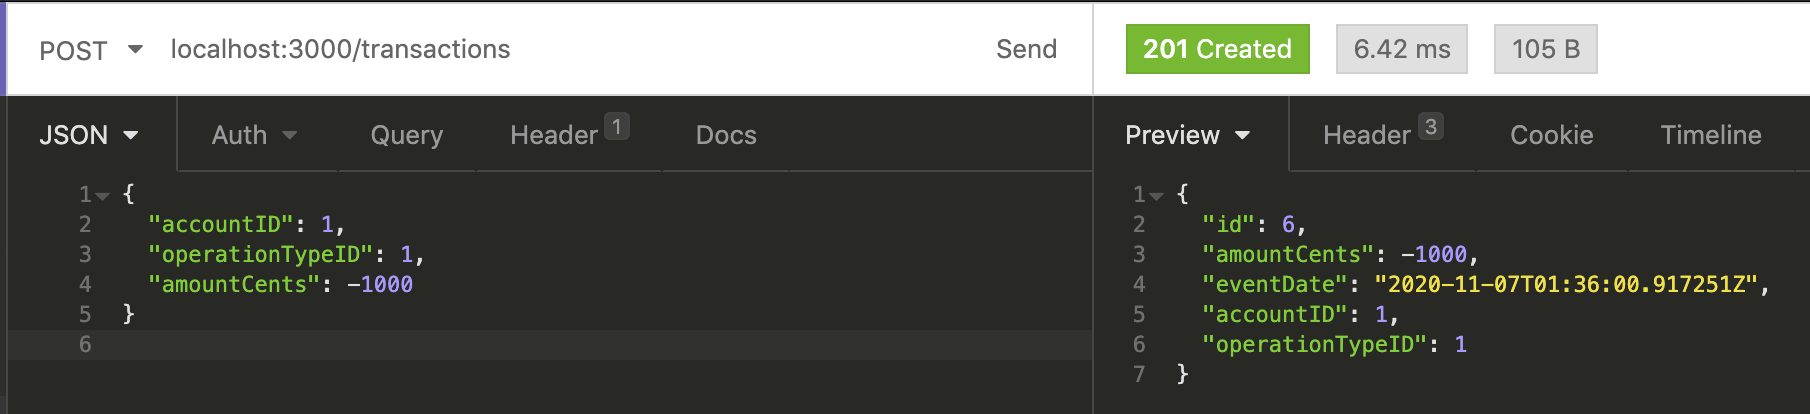 POST localhost:3000/transactions Send
201 Created 6.42 ms 105 B
JSON Auth Query Header 1 Docs
1 {
2 "accountID": 1,
3 "operationTypeID": 1,
4 "amountCents": -1000
5 }
6
Preview Header 3 Cookie Timeline
1 {
2 "id": 6,
3 "amountCents": -1000,
4 "eventDate": "2020-11-07T01:36:00.917251Z",
5 "accountID": 1,
6 "operationTypeID": 1
7 }